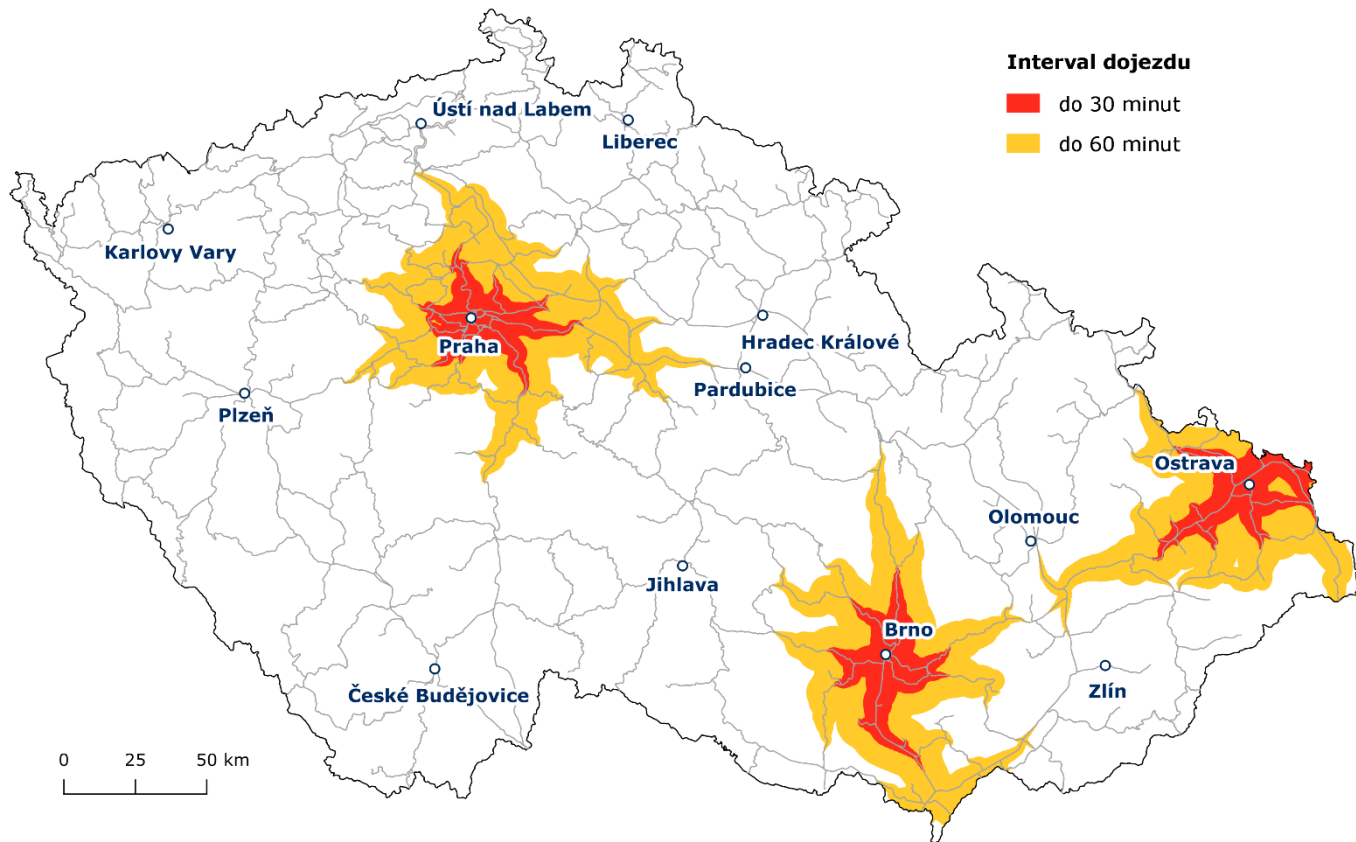 Interval dojezdu
do 30 minut
do 60 minut
Ústí nad Labem
Liberec
Karlovy Vary
Praha
Hradec Králové
Pardubice
Plzeň
Ostrava
Olomouc
Jihlava
Brno
České Budějovice
Zlín
0 25 50 km